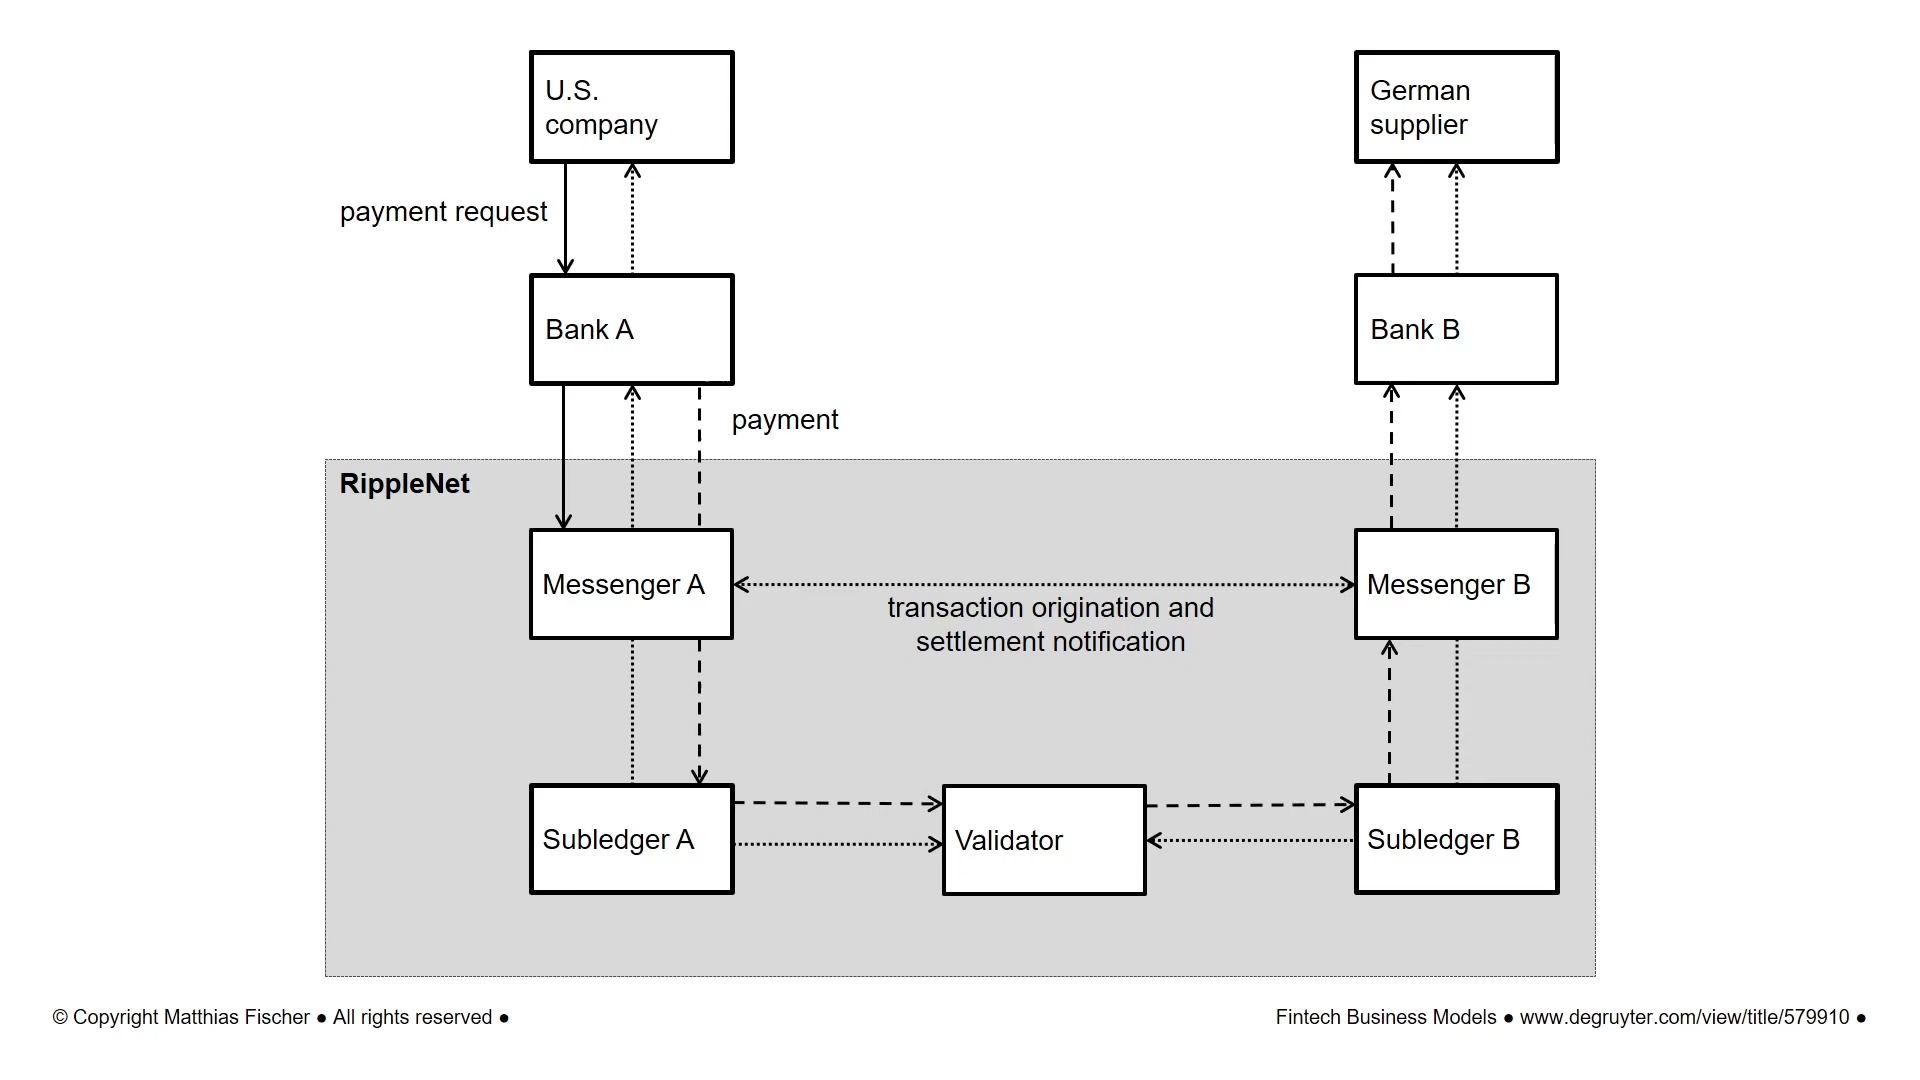 U.S.
company
German
supplier
payment request
Bank A
Bank B
payment
RippleNet
Messenger A
Messenger B
transaction origination and
settlement notification
Subledger A
Validator
Subledger B
© Copyright Matthias Fischer ● All rights reserved ●
Fintech Business Models ● www.degruyter.com/view/title/579910 ●